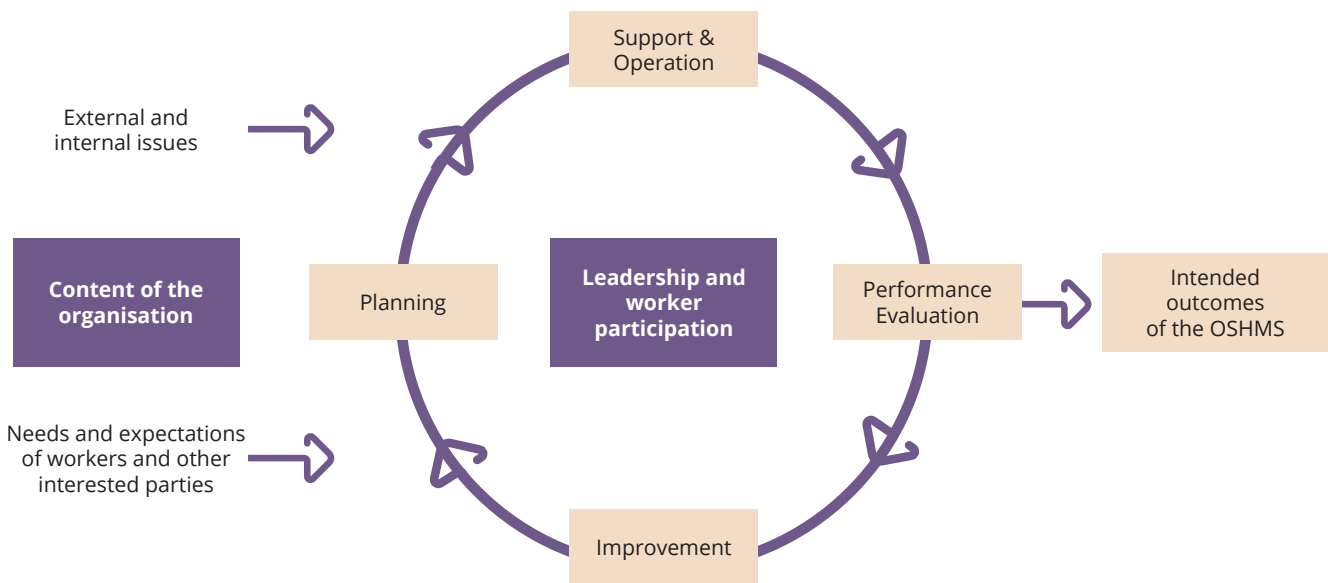 Support &
Operation
External and
internal issues
Content of the
organisation
Planning
Leadership and
worker
participation
Performance
Evaluation
Intended
outcomes
of the OSHMS
Needs and expectations
of workers and other
interested parties
Improvement